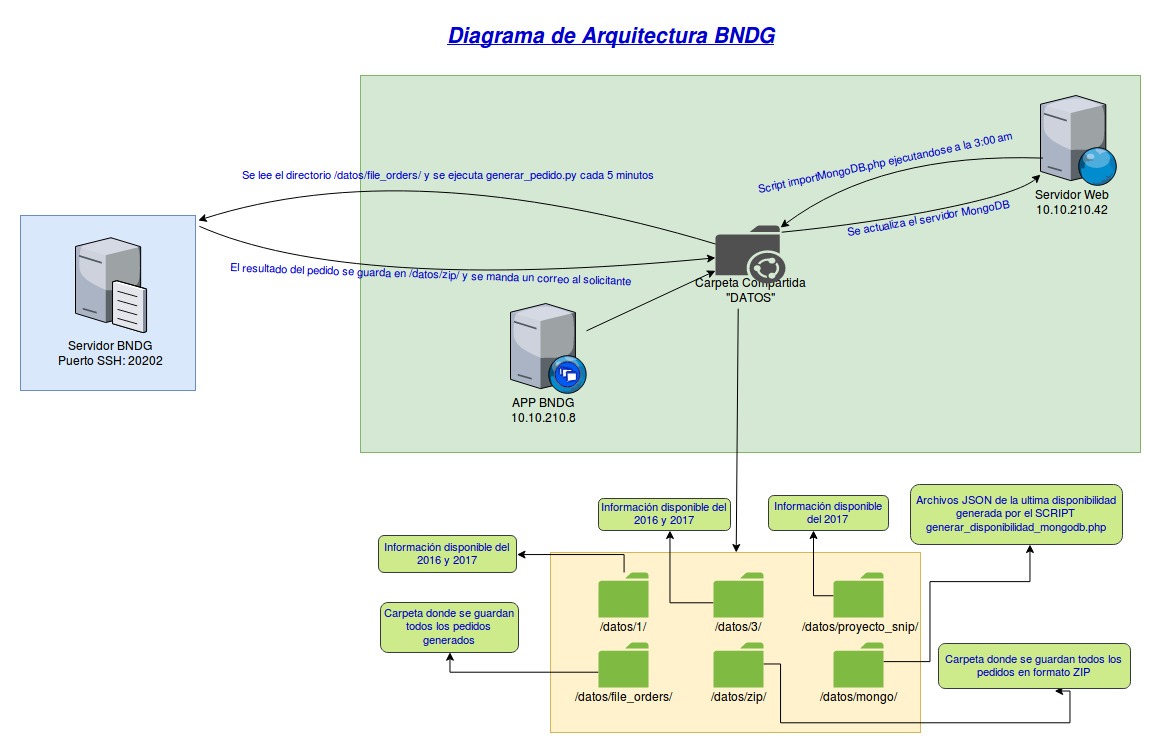 Diagrama de Arquitectura BNDG
Script importMongoDB.php ejecutandose a la 3:00 am
Se lee el directorio /datos/file_orders/ y se ejecuta generar_pedido.py cada 5 minutos
Servidor Web
10.10.210.42
Se actualiza el servidor MongoDB
El resultado del pedido se guarda en /datos/zip/ y se manda un correo al solicitante
Carpeta Compartida
"DATOS"
Servidor BNDG
Puerto SSH: 20202
APP BNDG
10.10.210.8
Información disponible del
2016 y 2017
Información disponible
del 2017
Archivos JSON de la ultima disponibilidad
generada por el SCRIPT
generar_disponibilidad_mongodb.php
Información disponible del
2016 y 2017
Carpeta donde se guardan
todos los pedidos
generados
/datos/1/
/datos/3/
/datos/proyecto_snip/
Carpeta donde se guardan todos los
pedidos en formato ZIP
/datos/file_orders/
/datos/zip/
/datos/mongo/